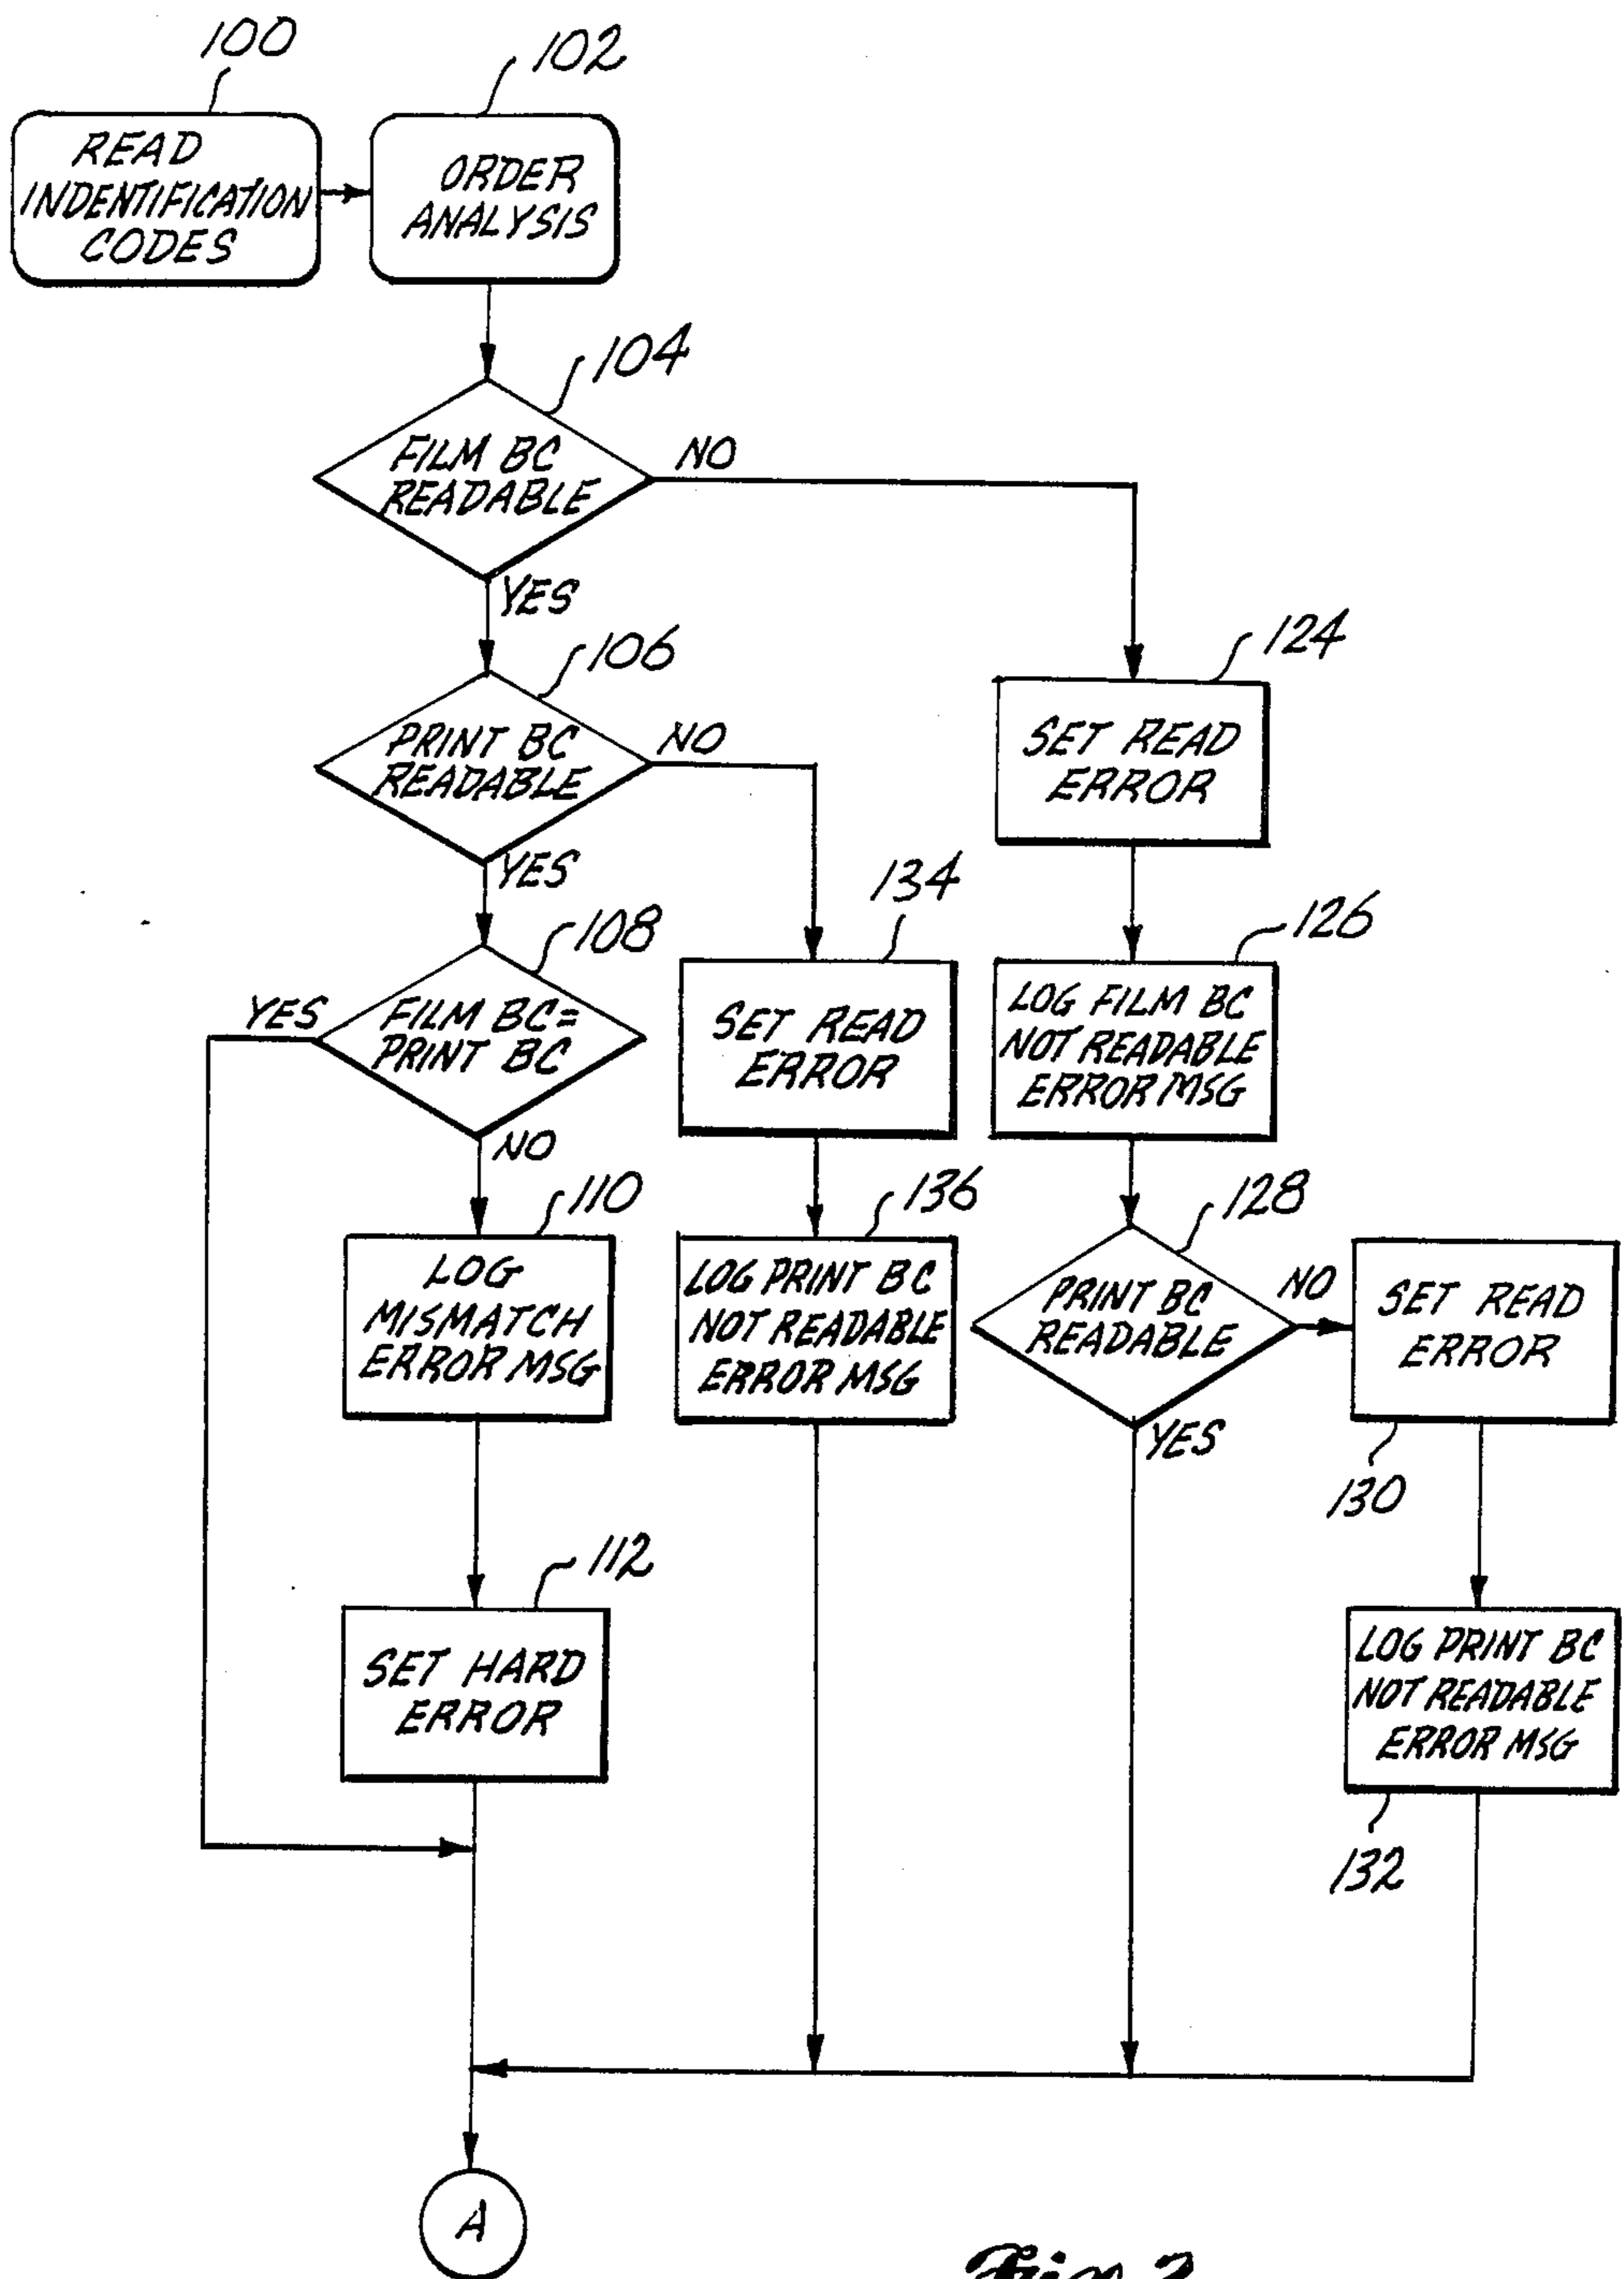 100
102
READ
INDENTIFICATION
CODES
ORDER
ANALYSIS
104
FILM BC
READABLE
NO
YES
106
PRINT BC
READABLE
NO
YES
124
SET READ
ERROR
108
YES
FILM BC=
PRINT BC
NO
134
SET READ
ERROR
126
LOG FILM BC
NOT READABLE
ERROR MSG
110
LOG
MISMATCH
ERROR MSG
136
LOG PRINT BC
NOT READABLE
ERROR MSG
128
PRINT BC
READABLE
NO
YES
SET READ
ERROR
130
112
SET HARD
ERROR
LOG PRINT BC
NOT READABLE
ERROR MSG
132
A